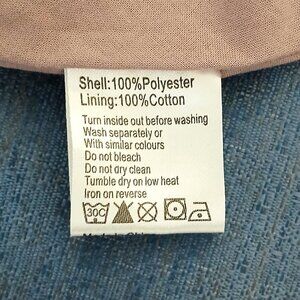 Shell:100%Polyester
Lining:100%Cotton
Turn inside out before washing
Wash separately or
With similar colours
Do not bleach
Do not dry clean
Tumble dry on low heat
Iron on reverse
30C